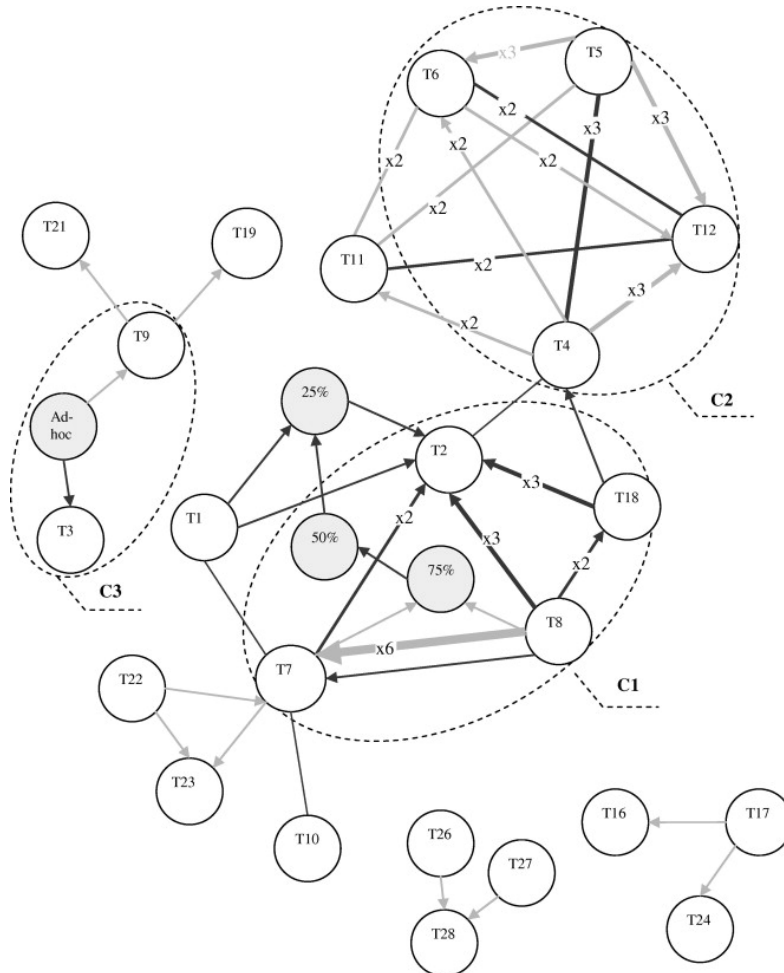 T5
x3
T6
x2
x3
x3
x2
x2
x2
x2
T21
T19
T12
T11
x2
x3
x2
T9
T4
25%
C2
Ad-
hoc
T2
x3
T18
T1
x2
50%
x3
T3
75%
x2
C3
T8
x6
T7
C1
T22
T23
T10
T26
T16
T17
T27
T28
T24